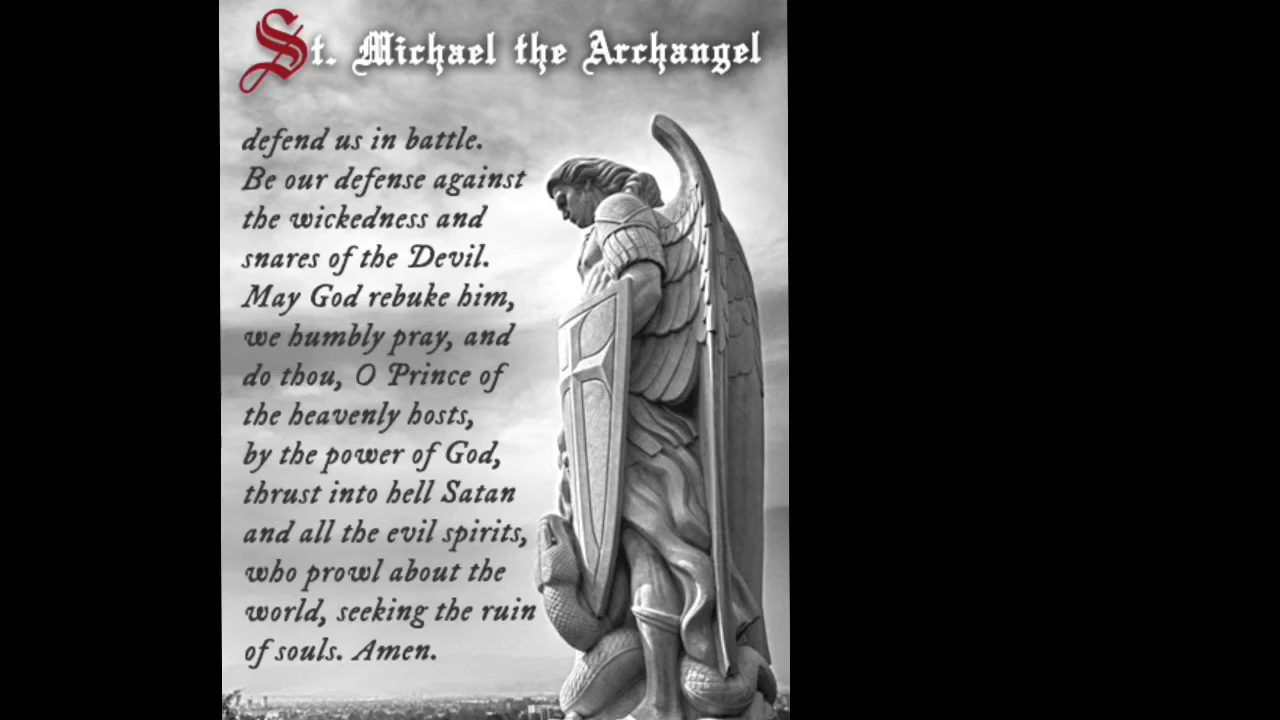 St. Michael the Archangel
defend us in battle.
Be our defense against
the wickedness and
snares of the Devil.
May God rebuke him,
we humbly pray, and
do thou, O Prince of
the heavenly hosts,
by the power of God,
thrust into hell Satan
and all the evil spirits,
who prowl about the
world, seeking the ruin
of souls. Amen.